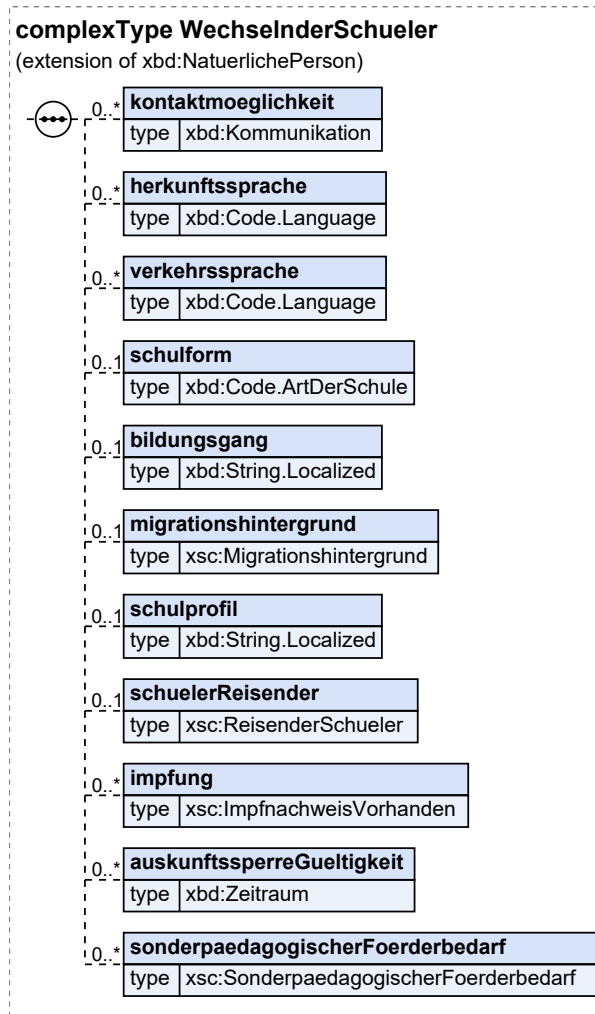 complexType WechselnderSchueler
(extension of xbd:NatuerlichePerson)
0..* kontaktmoeglichkeit
type xbd:Kommunikation
0..* herkunftssprache
type xbd:Code.Language
0..* verkehrssprache
type xbd:Code.Language
0..1 schulform
type xbd:Code.ArtDerSchule
0..1 bildungsgang
type xbd:String.Localized
0..1 migrationshintergrund
type xsc:Migrationshintergrund
0..1 schulprofil
type xbd:String.Localized
0..1 schuelerReisender
type xsc:ReisenderSchueler
0..* impfung
type xsc:ImpfnachweisVorhanden
0..* auskunftssperreGueltigkeit
type xbd:Zeitraum
0..* sonderpaedagogischerFoerderbedarf
type xsc:SonderpaedagogischerFoerderbedarf